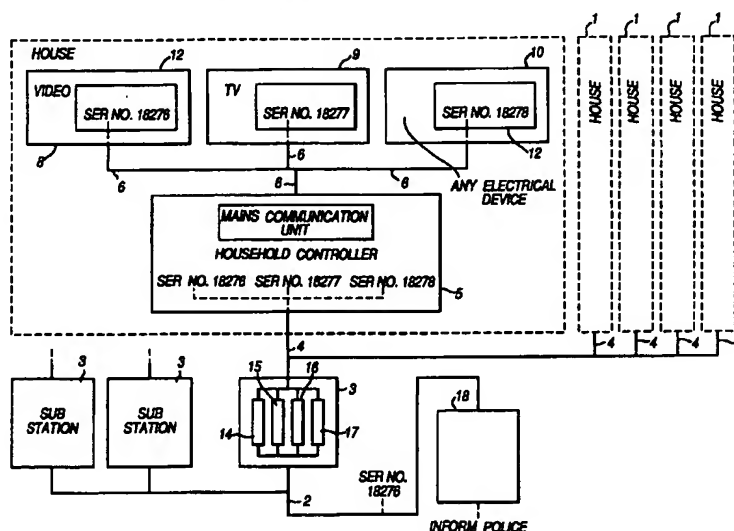 1
1
1
1
HOUSE
12
9
10
VIDEO
SER NO. 18276
TV
SER NO. 18277
SER NO. 18278
12
8
6
6
6
6
ANY ELECTRICAL
DEVICE
HOUSE
HOUSE
HOUSE
HOUSE
MAINS COMMUNICATION
UNIT
HOUSEHOLD CONTROLLER
SER NO. 18276
SER NO. 18277
SER NO. 18278
5
4
4
4
4
3
3
15
16
3
SUB
STATION
SUB
STATION
14
17
18
2
SER NO.
18276
INFORM POLICE